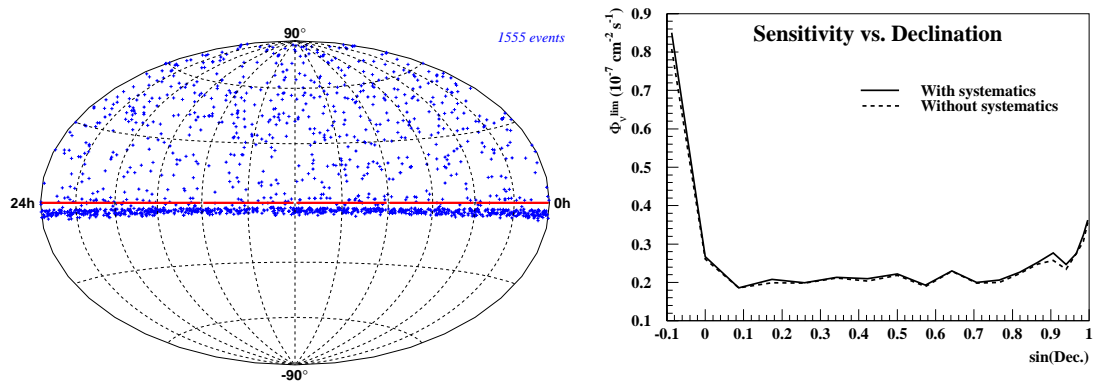 90°
1555 events
24h
0h
-90°
Φν lim (10-7 cm-2 s-1)
0.9
0.8
0.7
0.6
0.5
0.4
0.3
0.2
0.1
Sensitivity vs. Declination
With systematics
Without systematics
-0.1 0 0.1 0.2 0.3 0.4 0.5 0.6 0.7 0.8 0.9 1
sin(Dec.)